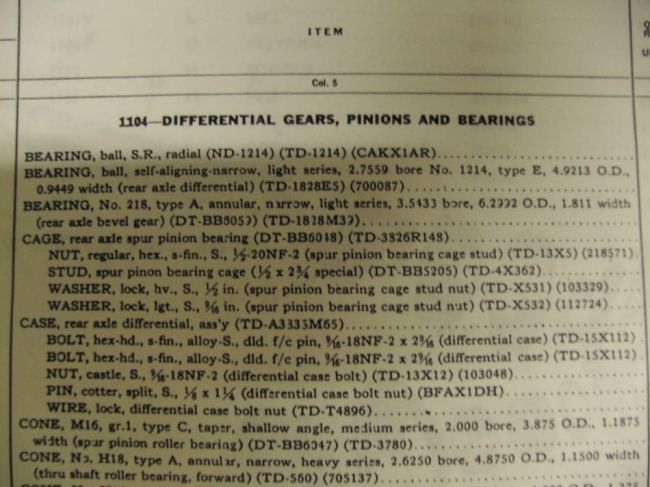 ITEM
Col. 5
1104—DIFFERENTIAL GEARS, PINIONS AND BEARINGS
BEARING, ball, S.R., radial (ND-1214) (TD-1214) (CAKX1AR)
BEARING, ball, self-aligning-narrow, light series, 2.7559 bore No. 1214, type E, 4.9213 O.D.,
0.9449 width (rear axle differential) (TD-1828E5) (700087)
BEARING, No. 218, type A, annular, narrow, light series, 3.5433 bore, 6.2992 O.D., 1.811 width
(rear axle bevel gear) (DT-BB6052) (TD-1828M39)
CAGE, rear axle spur pinion bearing (DT-BB6048) (TD-3826R148)
NUT, regular, hex., s-fin., S., ½-20NF-2 (spur pinion bearing cage stud) (TD-13X5) (218571)
STUD, spur pinon bearing cage (½ x 2¾ special) (DT-BB5205) (TD-4X362)
WASHER, lock, hv., S., ½ in. (spur pinion bearing cage stud nut) (TD-X531) (103329)
WASHER, lock, lgt., S., 9/16 in. (spur pinion bearing cage stud nut) (TD-X532) (112724)
CASE, rear axle differential, ass'y (TD-A3335M65)
BOLT, hex-hd., s-fin., alloy-S., dld. f/c pin, 9/16-18NF-2 x 2 9/16 (differential case) (TD-15X112)
BOLT, hex-hd., s-fin., alloy-S., dld. f/c pin, 9/16-18NF-2 x 2 9/16 (differential case) (TD-15X112)
NUT, castle, S., 9/16-18NF-2 (differential case bolt) (TD-13X12) (103048)
PIN, cotter, split, S., ⅛ x 1¼ (differential case bolt nut) (BFAX1DH)
WIRE, lock, differential case bolt nut (TD-T4896)
CONE, M16, gr.1, type C, taper, shallow angle, medium series, 2.000 bore, 3.875 O.D., 1.1875
width (spur pinion roller bearing) (DT-BB6047) (TD-3780)
CONE, No. H18, type A, annular, narrow, heavy series, 2.6250 bore, 4.8750 O.D., 1.1500 width
(thru shaft roller bearing, forward) (TD-560) (705137)